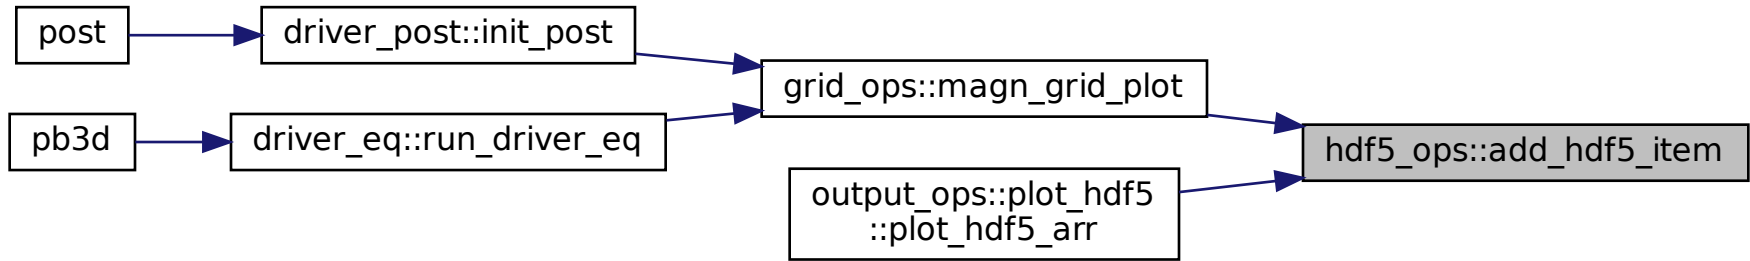 post
driver_post::init_post
grid_ops::magn_grid_plot
pb3d
driver_eq::run_driver_eq
hdf5_ops::add_hdf5_item
output_ops::plot_hdf5
::plot_hdf5_arr